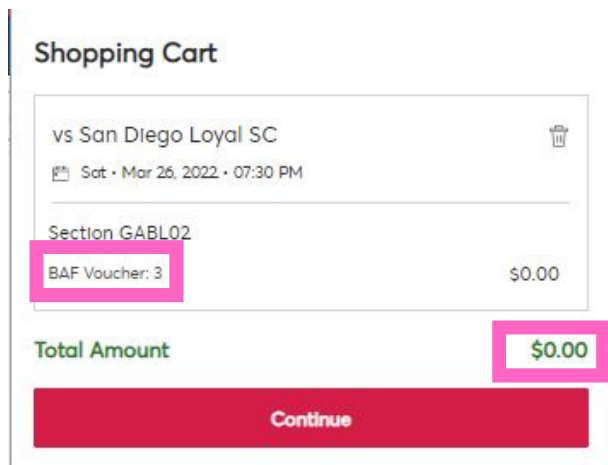 Shopping Cart
vs San Diego Loyal SC
Sat • Mar 26, 2022 • 07:30 PM
Section GABL02
BAF Voucher: 3 $0.00
Total Amount $0.00
Continue